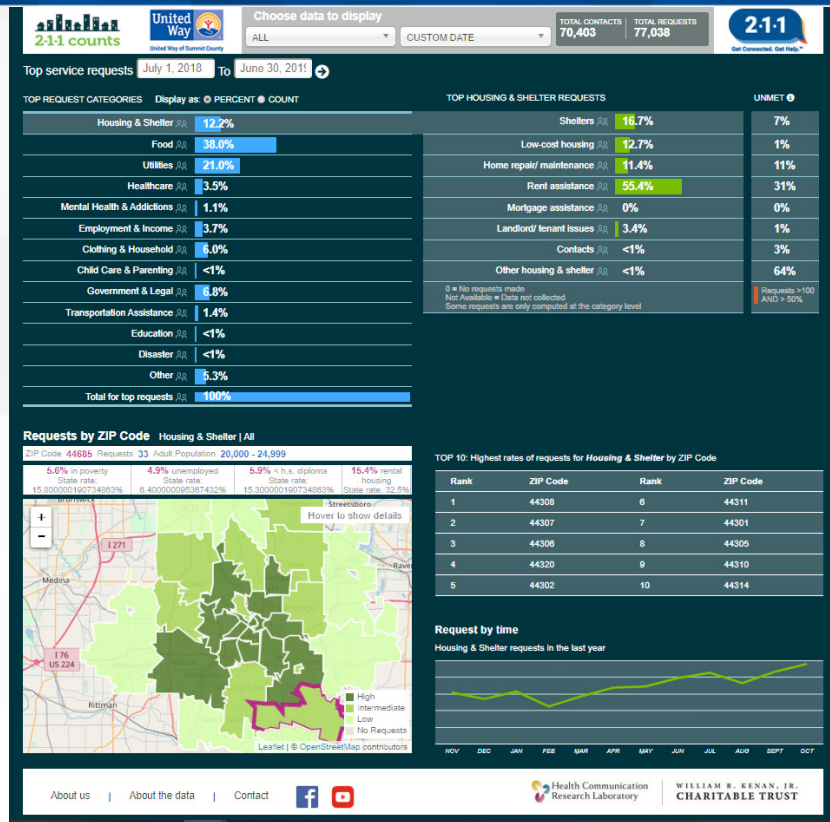 2-1-1 counts
United
Way
United Way of Summit County
Choose data to display
ALL
CUSTOM DATE
TOTAL CONTACTS
70,403
TOTAL REQUESTS
77,038
2·1·1
Get Connected. Get Help.™
Top service requests July 1, 2018 To June 30, 201
TOP REQUEST CATEGORIES Display as: PERCENT COUNT
Housing & Shelter 12.2%
Food 38.0%
Utilities 21.0%
Healthcare 3.5%
Mental Health & Addictions 1.1%
Employment & Income 3.7%
Clothing & Household 6.0%
Child Care & Parenting <1%
Government & Legal 6.8%
Transportation Assistance 1.4%
Education <1%
Disaster <1%
Other 5.3%
Total for top requests 100%
TOP HOUSING & SHELTER REQUESTS UNMET
Shelters 16.7% 7%
Low-cost housing 12.7% 1%
Home repair/ maintenance 11.4% 11%
Rent assistance 55.4% 31%
Mortgage assistance 0% 0%
Landlord/ tenant issues 3.4% 1%
Contacts <1% 3%
Other housing & shelter <1% 64%
0 = No requests made
Not Available = Data not collected
Some requests are only computed at the category level
Requests >100
AND > 50%
Requests by ZIP Code Housing & Shelter | All
ZIP Code 44685 Requests 33 Adult Population 20,000 - 24,999
5.6% in poverty
State rate:
15.800000190734863%
4.9% unemployed
State rate:
6.400000095367432%
5.9% < h.s. diploma
State rate:
15.300000190734863%
15.4% rental
housing
State rate: 32.5%
+
-
Brunswick
Streetsboro
Hover to show details
I 271
Medina
Rave
I 76
US 224
Rittman
High
Intermediate
Low
No Requests
Leaflet | © OpenStreetMap contributors
TOP 10: Highest rates of requests for Housing & Shelter by ZIP Code
Rank ZIP Code Rank ZIP Code
1 44308 6 44311
2 44307 7 44301
3 44306 8 44305
4 44320 9 44310
5 44302 10 44314
Request by time
Housing & Shelter requests in the last year
NOV DEC JAN FEB MAR APR MAY JUN JUL AUG SEPT OCT
About us | About the data | Contact
Health Communication
Research Laboratory
WILLIAM R. KENAN, JR.
CHARITABLE TRUST